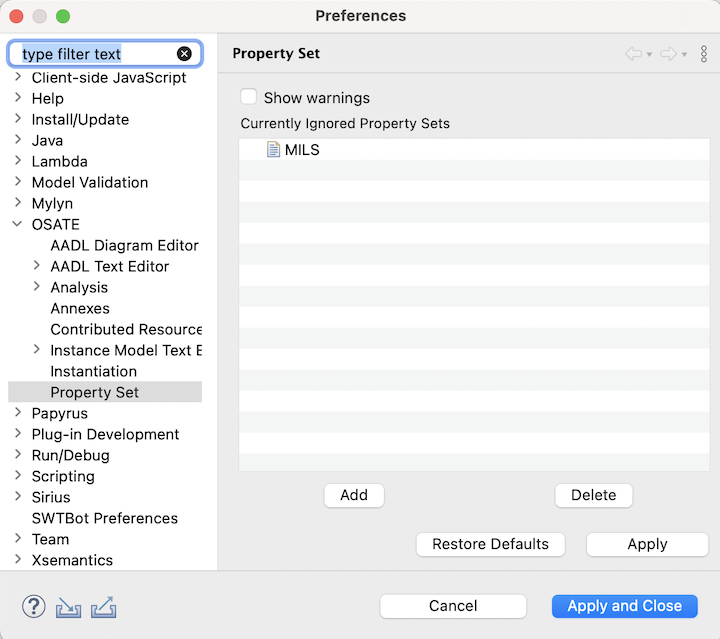 Preferences
type filter text
Client-side JavaScript
Help
Install/Update
Java
Lambda
Model Validation
Mylyn
OSATE
AADL Diagram Editor
AADL Text Editor
Analysis
Annexes
Contributed Resource
Instance Model Text E
Instantiation
Property Set
Papyrus
Plug-in Development
Run/Debug
Scripting
Sirius
SWTBot Preferences
Team
Xsemantics
Property Set
Show warnings
Currently Ignored Property Sets
MILS
Add
Delete
Restore Defaults
Apply
?
Cancel
Apply and Close